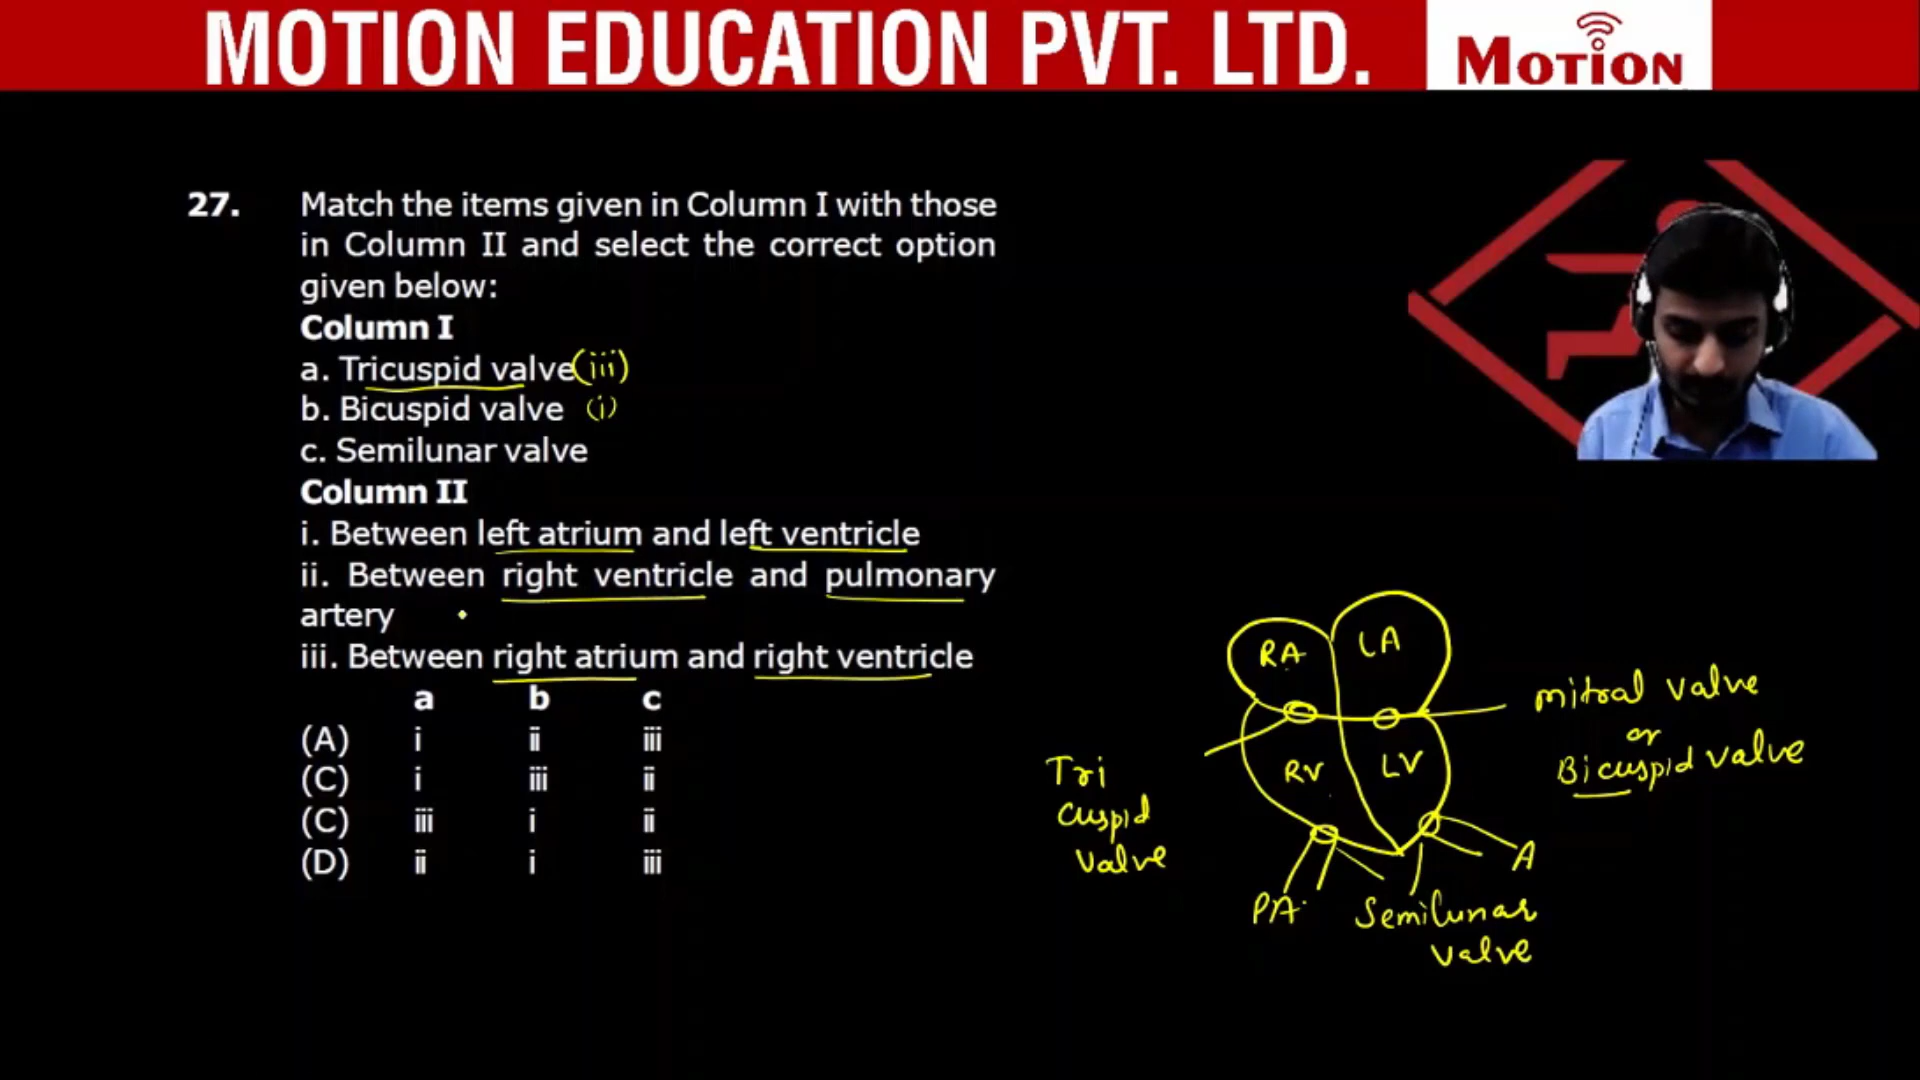 MOTION EDUCATION PVT. LTD.
MOTION
27. Match the items given in Column I with those
in Column II and select the correct option
given below:
Column I
a. Tricuspid valve (iii)
b. Bicuspid valve (i)
c. Semilunar valve
Column II
i. Between left atrium and left ventricle
ii. Between right ventricle and pulmonary
artery
iii. Between right atrium and right ventricle
a b c
(A) i ii iii
(C) i iii ii
(C) iii i ii
(D) ii i iii
RA LA
RV LV
mitral valve
or
Bicuspid valve
Tri
cuspid
valve
PA
A
Semilunar
valve